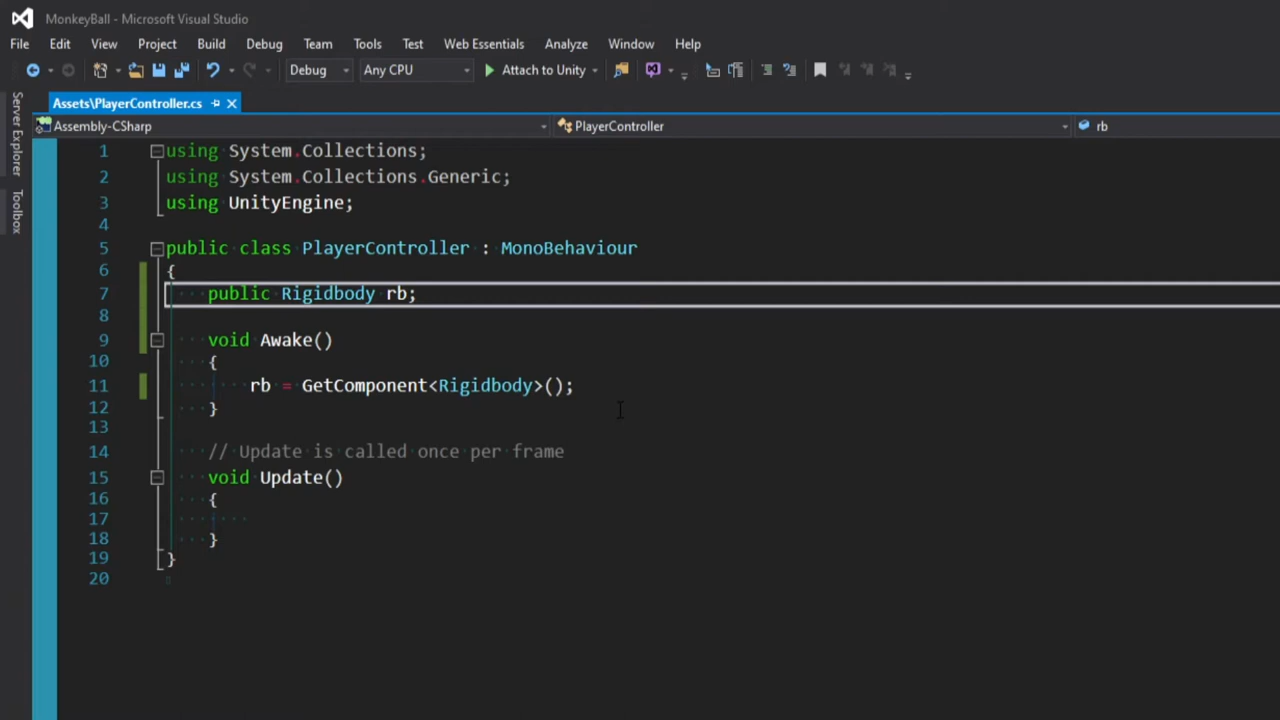 MonkeyBall - Microsoft Visual Studio
File Edit View Project Build Debug Team Tools Test Web Essentials Analyze Window Help
Debug Any CPU Attach to Unity
Assets\PlayerController.cs
Assembly-CSharp PlayerController rb
Server Explorer
Toolbox
1 using System.Collections;
2 using System.Collections.Generic;
3 using UnityEngine;
4
5 public class PlayerController : MonoBehaviour
6 {
7 public Rigidbody rb;
8
9 void Awake()
10 {
11 rb = GetComponent<Rigidbody>();
12 }
13
14 // Update is called once per frame
15 void Update()
16 {
17
18 }
19 }
20